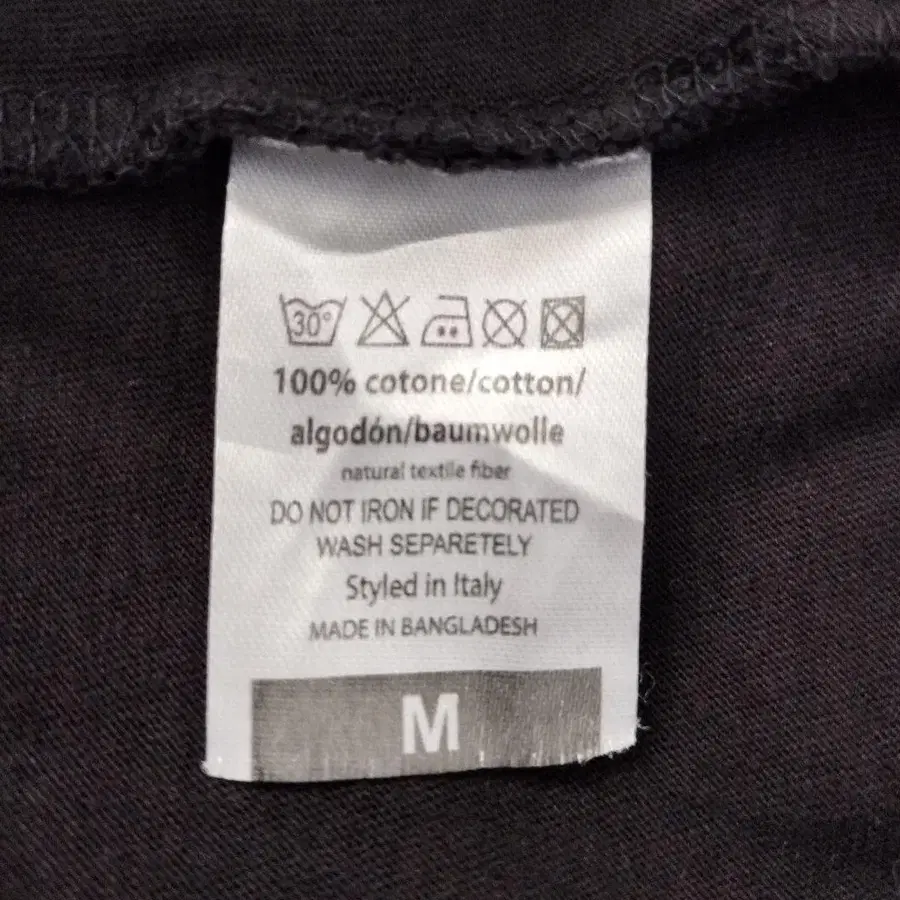 30°
100% cotone/cotton/
algodón/baumwolle
natural textile fiber
DO NOT IRON IF DECORATED
WASH SEPARETELY
Styled in Italy
MADE IN BANGLADESH
M